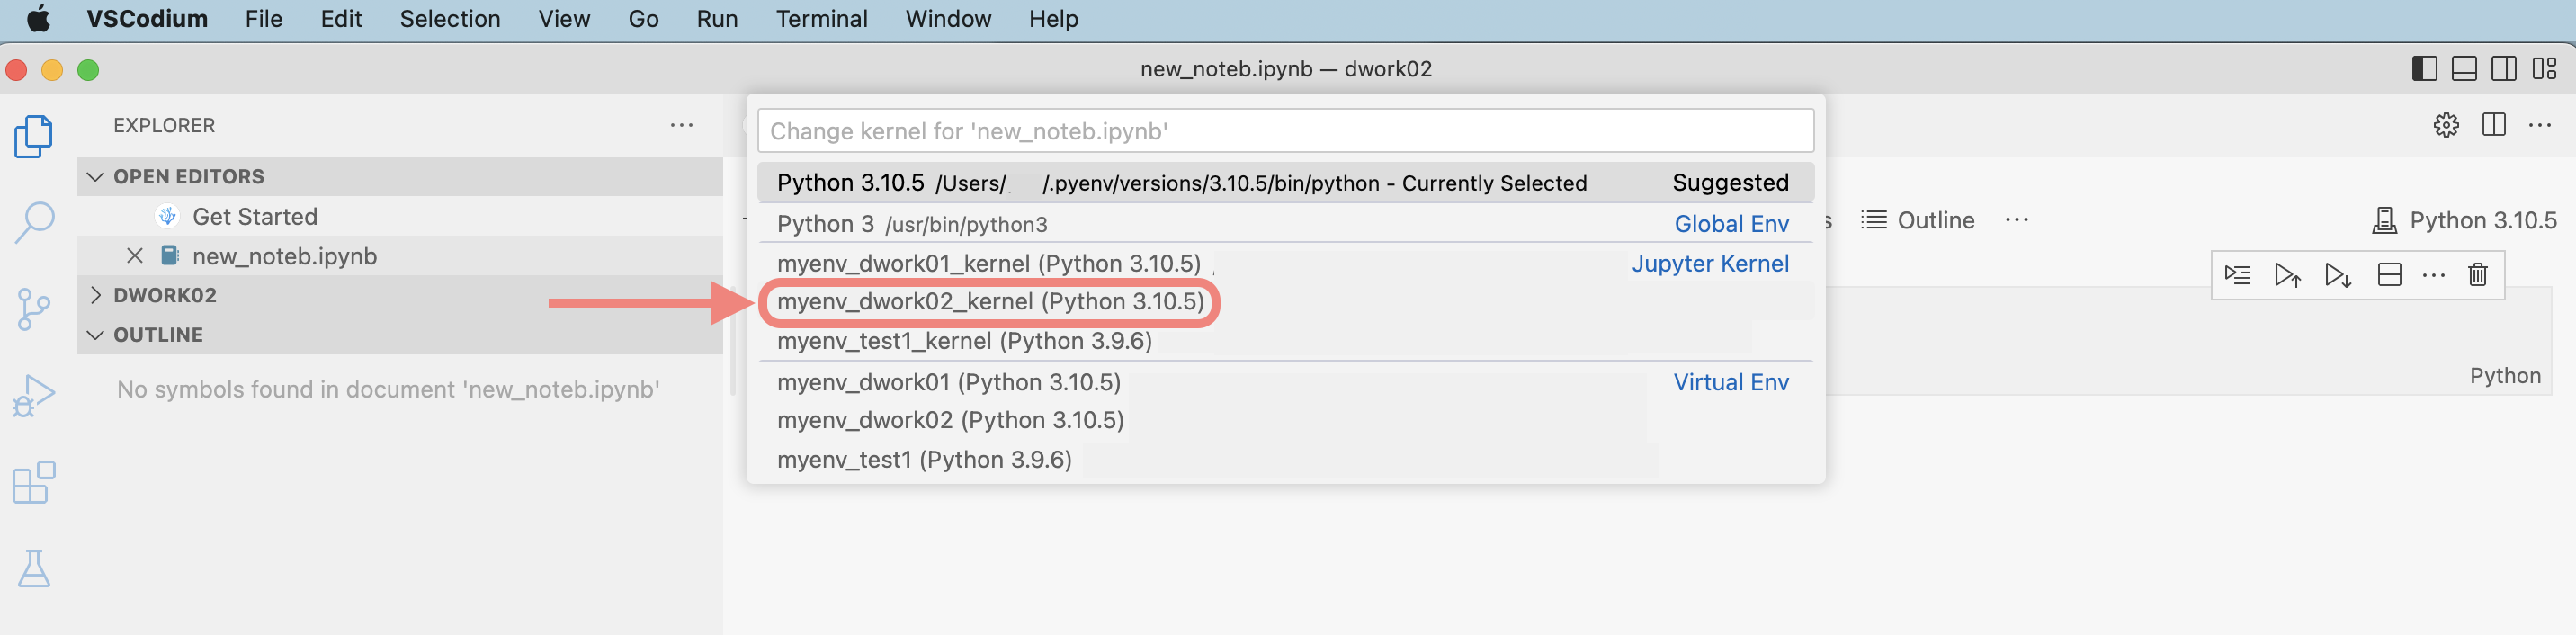 VSCodium File Edit Selection View Go Run Terminal Window Help
new_noteb.ipynb — dwork02
EXPLORER
OPEN EDITORS
Get Started
new_noteb.ipynb
DWORK02
OUTLINE
No symbols found in document 'new_noteb.ipynb'
Change kernel for 'new_noteb.ipynb'
Python 3.10.5 /Users/ /.pyenv/versions/3.10.5/bin/python - Currently Selected Suggested
Python 3 /usr/bin/python3 Global Env
myenv_dwork01_kernel (Python 3.10.5) Jupyter Kernel
myenv_dwork02_kernel (Python 3.10.5)
myenv_test1_kernel (Python 3.9.6)
myenv_dwork01 (Python 3.10.5) Virtual Env
myenv_dwork02 (Python 3.10.5)
myenv_test1 (Python 3.9.6)
Outline
Python 3.10.5
Python